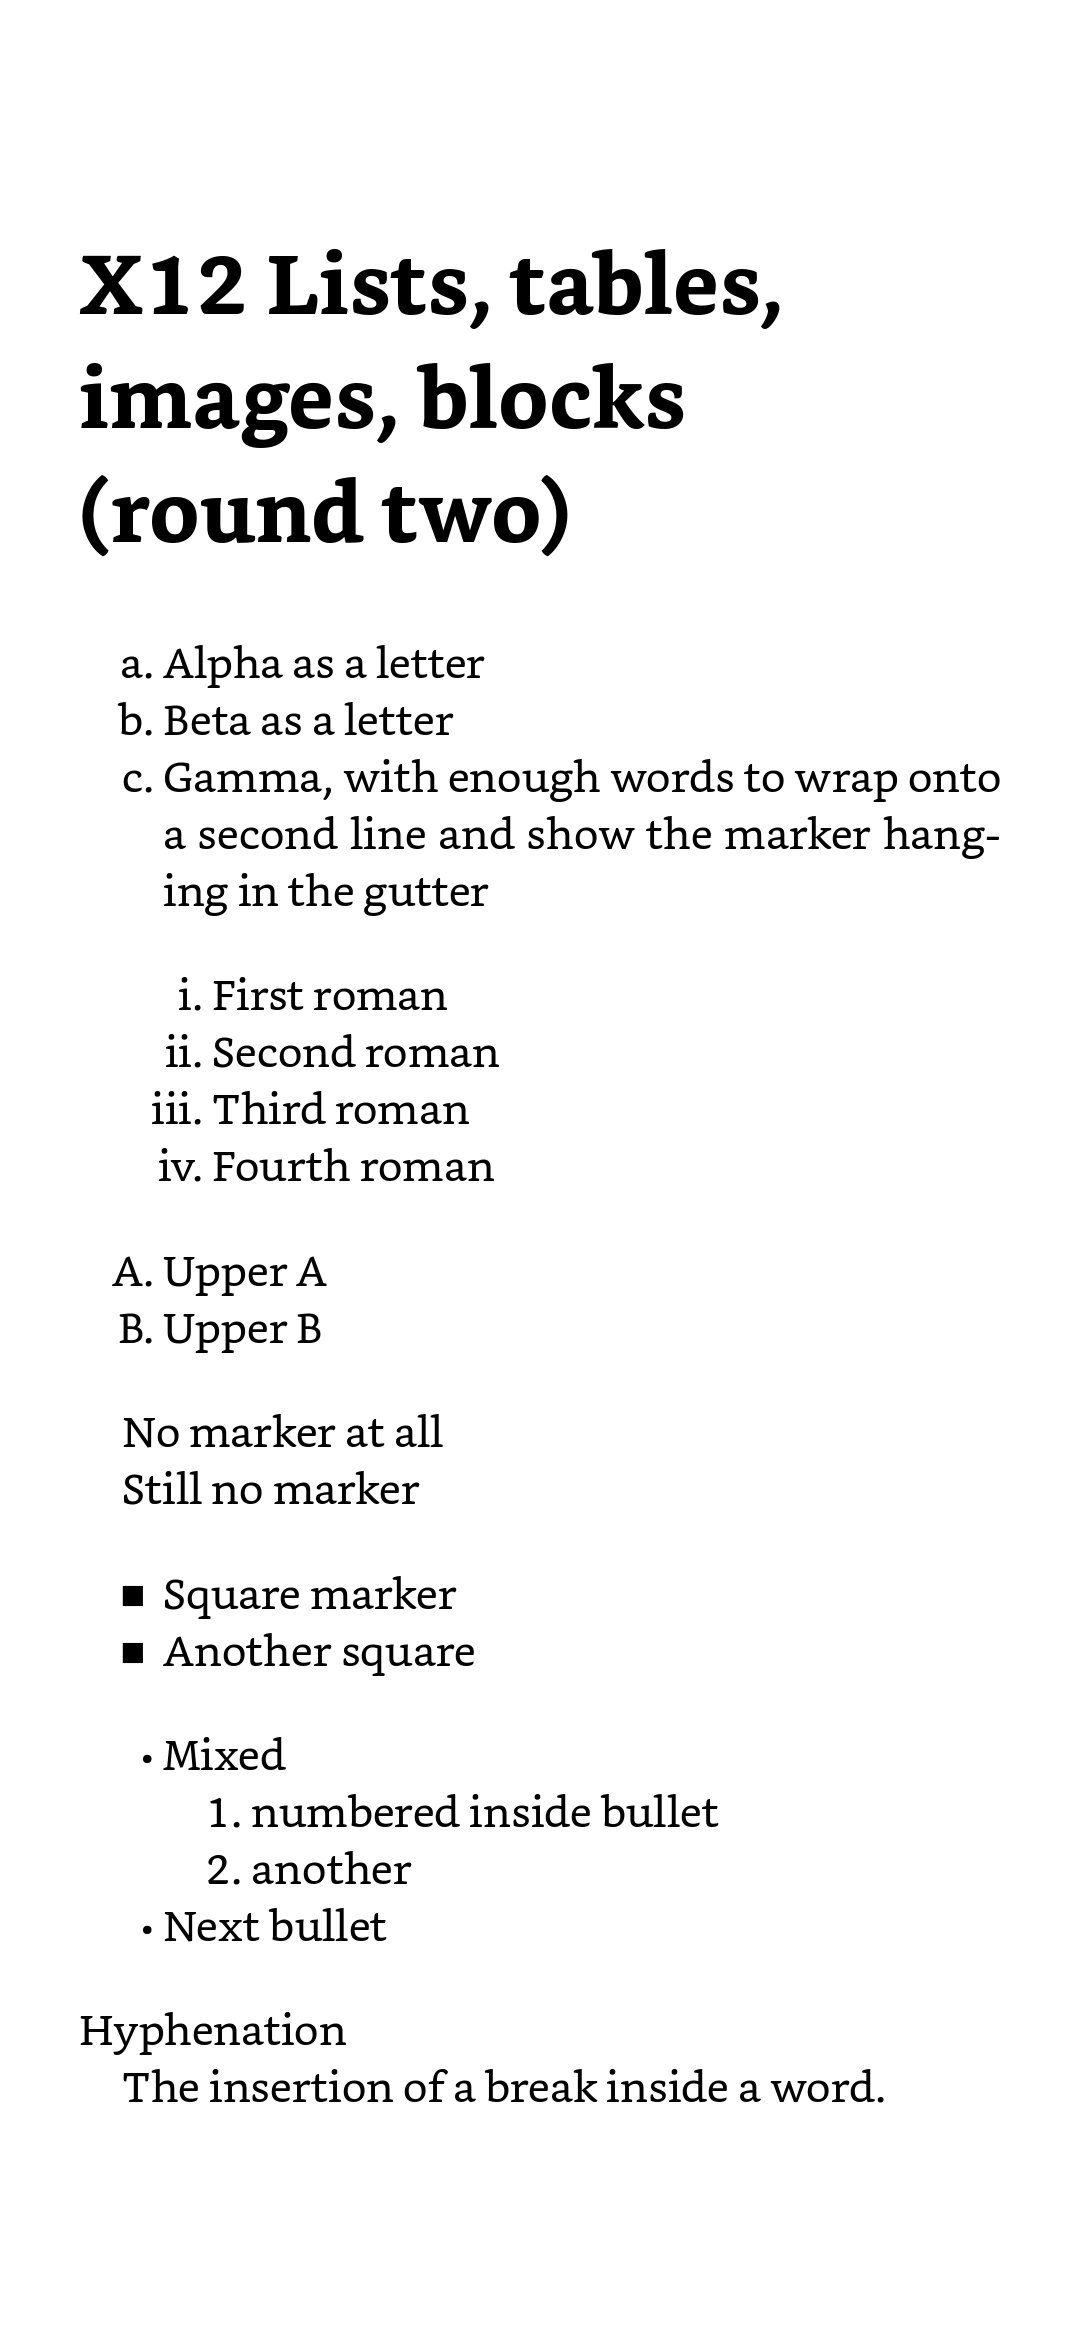 X12 Lists, tables,
images, blocks
(round two)
a. Alpha as a letter
b. Beta as a letter
c. Gamma, with enough words to wrap onto
a second line and show the marker hang-
ing in the gutter
i. First roman
ii. Second roman
iii. Third roman
iv. Fourth roman
A. Upper A
B. Upper B
No marker at all
Still no marker
■ Square marker
■ Another square
• Mixed
1. numbered inside bullet
2. another
• Next bullet
Hyphenation
The insertion of a break inside a word.